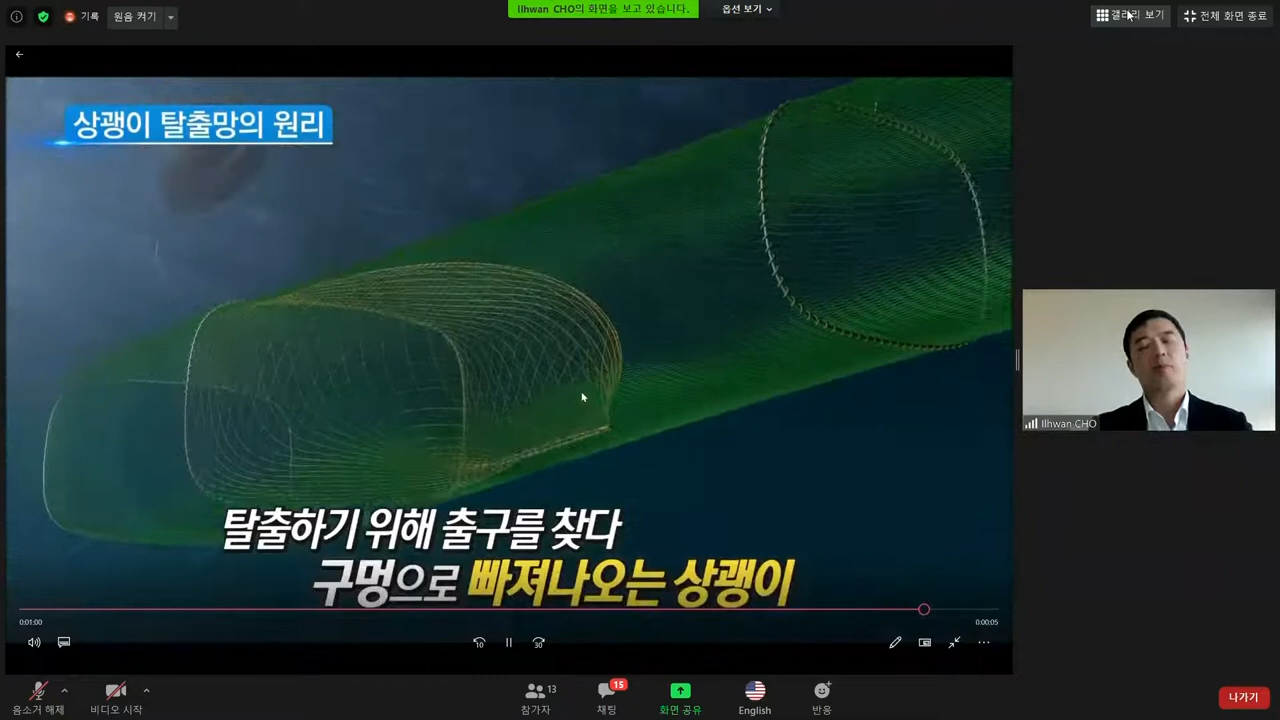 기록
원음 켜기
Ilhwan CHO의 화면을 보고 있습니다.
옵션 보기
갤러리 보기
전체 화면 종료
상괭이 탈출망의 원리
탈출하기 위해 출구를 찾다
구멍으로 빠져나오는 상괭이
0:01:00
0:00:05
10
30
Ilhwan CHO
음소거 해제
비디오 시작
13
참가자
15
채팅
화면 공유
English
반응
나가기